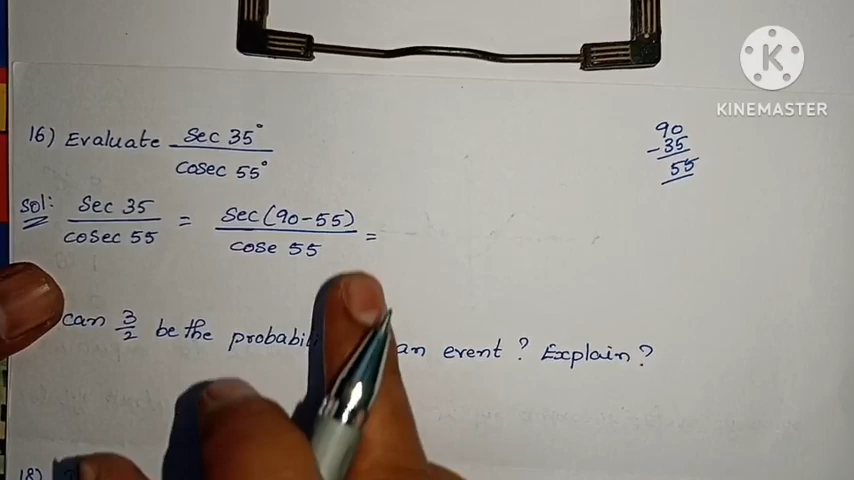 K
KINEMASTER
16) Evaluate sec 35° / cosec 55°
90
-35
55
Sol: Sec 35 / cosec 55 = Sec(90-55) / cose 55 =
can 3/2 be the an event ? Explain ?
18)